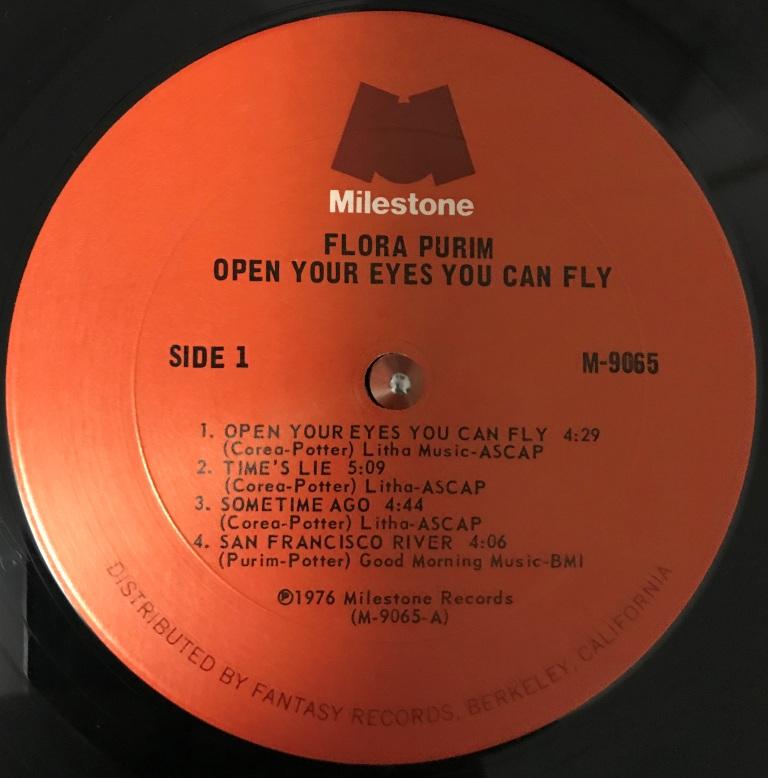 Milestone
FLORA PURIM
OPEN YOUR EYES YOU CAN FLY
SIDE 1
M-9065
1. OPEN YOUR EYES YOU CAN FLY 4:29
(Corea-Potter) Litha Music-ASCAP
2. TIME'S LIE 5:09
(Corea-Potter) Litha-ASCAP
3. SOMETIME AGO 4:44
(Corea-Potter) Litha-ASCAP
4. SAN FRANCISCO RIVER 4:06
(Purim-Potter) Good Morning Music-BMI
℗1976 Milestone Records
(M-9065-A)
DISTRIBUTED BY FANTASY RECORDS, BERKELEY, CALIFORNIA